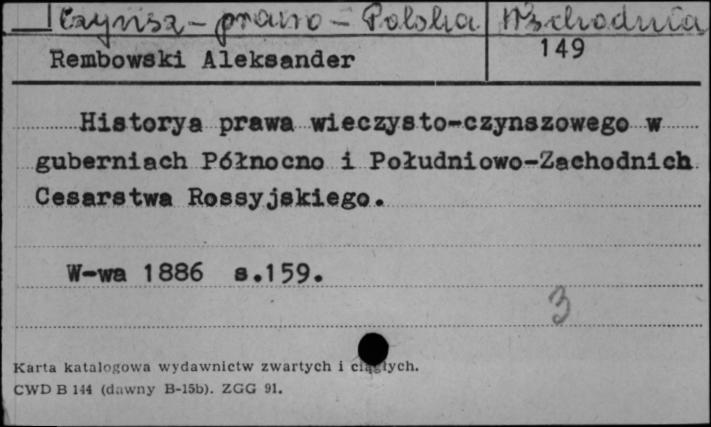 Czynsz - prawo - Polska Wschodnia
Rembowski Aleksander 149
Historya prawa wieczysto-czynszowego w
guberniach Północno i Południowo-Zachodnich
Cesarstwa Rossyjskiego.
W-wa 1886 s.159.
3
Karta katalogowa wydawnictw zwartych i ciągłych.
CWD B 144 (dawny B-15b). ZGG 91.